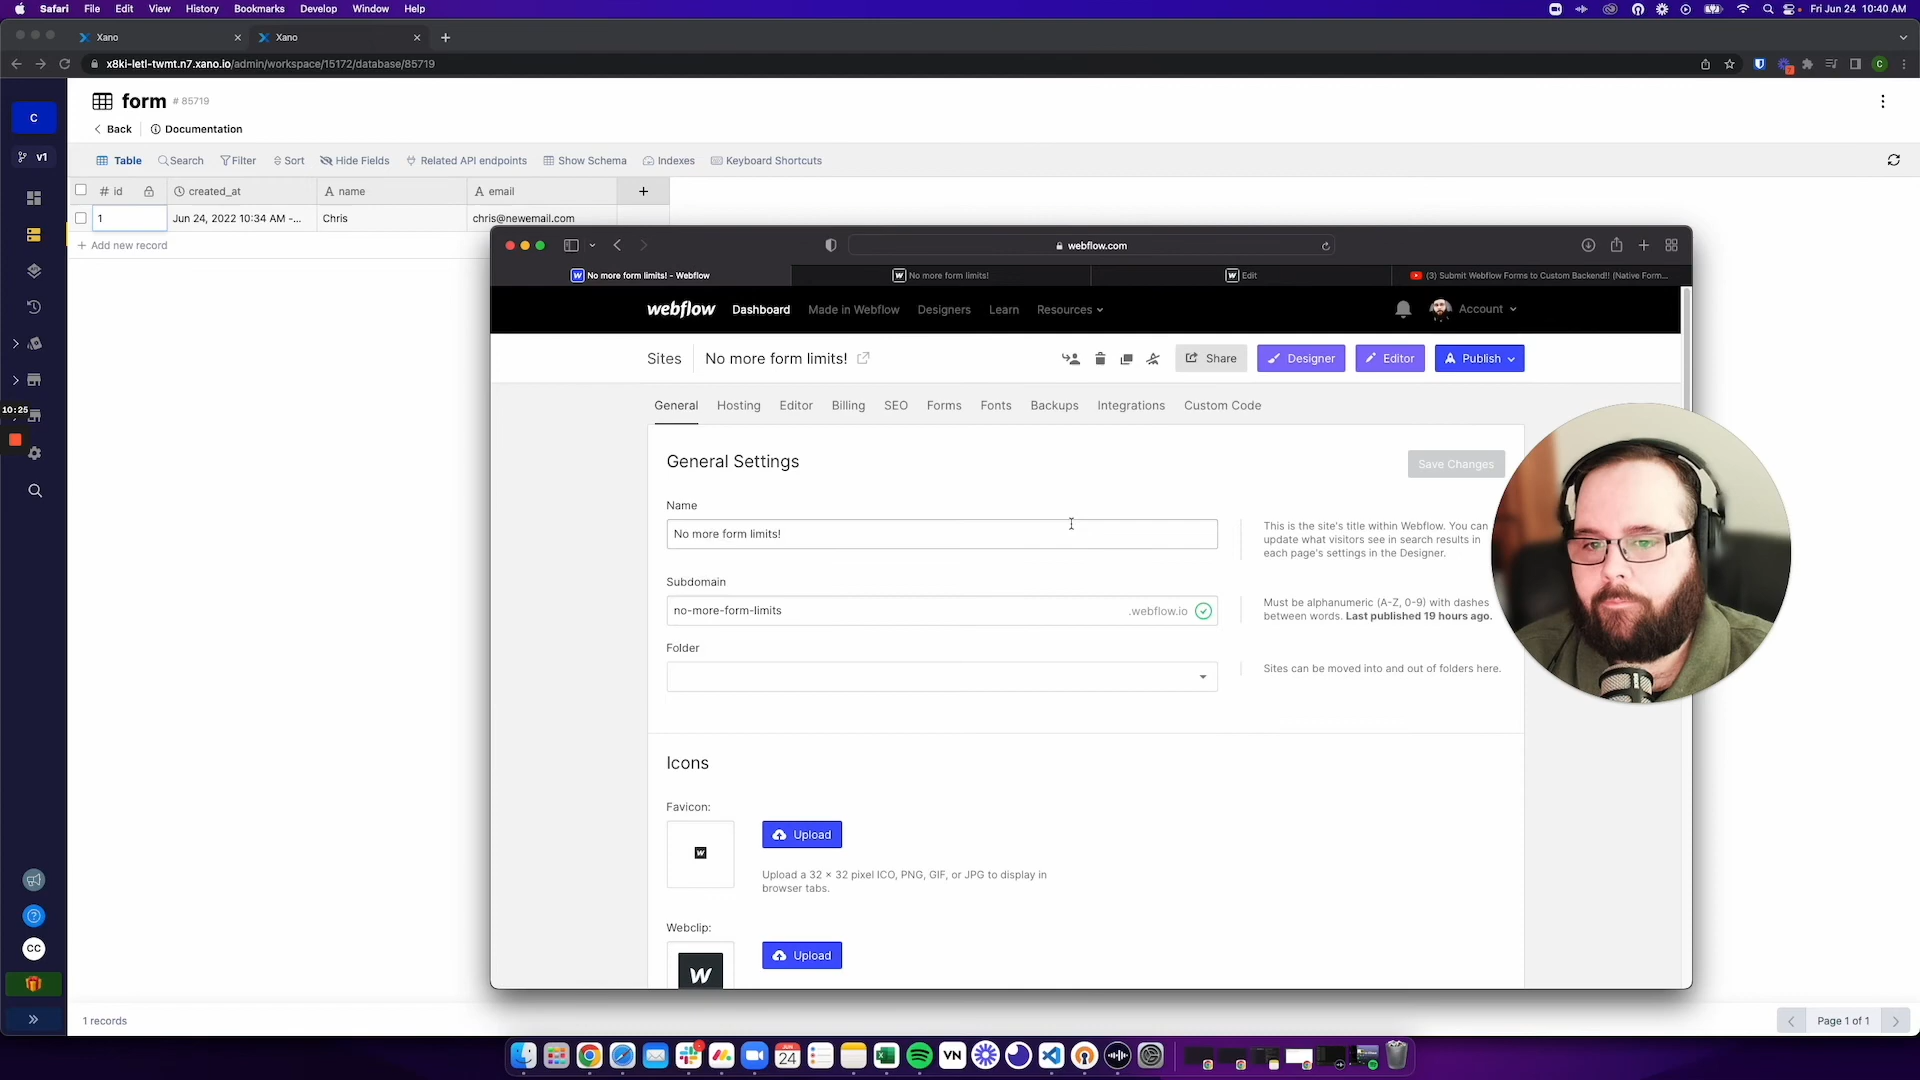 Safari File Edit View History Bookmarks Develop Window Help
Fri Jun 24 10:40 AM
Xano
Xano
x8ki-letl-twmt.n7.xano.io/admin/workspace/15172/database/85719
C
C
v1
form # 85719
Back
Documentation
Table Search Filter Sort Hide Fields Related API endpoints Show Schema Indexes Keyboard Shortcuts
# id created_at A name A email +
1 Jun 24, 2022 10:34 AM -... Chris chris@newemail.com
+ Add new record
webflow.com
No more form limits! - Webflow
No more form limits!
Edit
(3) Submit Webflow Forms to Custom Backend!! (Native Form...
webflow Dashboard Made in Webflow Designers Learn Resources
Account
Sites No more form limits!
Share Designer Editor Publish
General Hosting Editor Billing SEO Forms Fonts Backups Integrations Custom Code
10:25
General Settings
Save Changes
Name
No more form limits!
This is the site's title within Webflow. You can
update what visitors see in search results in
each page's settings in the Designer.
Subdomain
no-more-form-limits .webflow.io
Must be alphanumeric (A-Z, 0-9) with dashes
between words. Last published 19 hours ago.
Folder
Sites can be moved into and out of folders here.
Icons
Favicon:
Upload
Upload a 32 × 32 pixel ICO, PNG, GIF, or JPG to display in
browser tabs.
Webclip:
Upload
CC
1 records
Page 1 of 1
JUN
24
VN